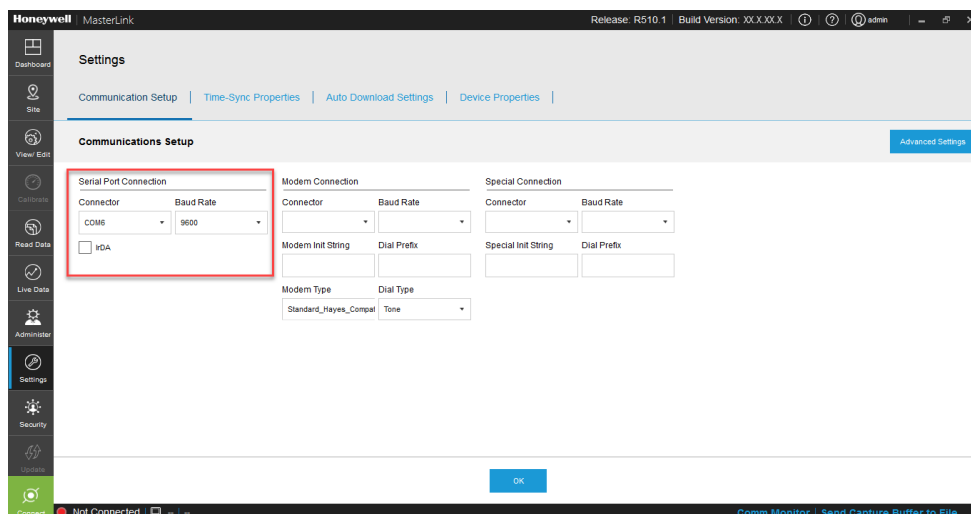 Honeywell | MasterLink Release: R510.1 | Build Version: XX.X.XX.X admin
Dashboard
Site
View/ Edit
Calibrate
Read Data
Live Data
Administer
Settings
Security
Update
Connect
Settings
Communication Setup | Time-Sync Properties | Auto Download Settings | Device Properties |
Communications Setup
Advanced Settings
Serial Port Connection
Connector Baud Rate
COM6 9600
IrDA
Modem Connection
Connector Baud Rate
Modem Init String Dial Prefix
Modem Type Dial Type
Standard_Hayes_Compat Tone
Special Connection
Connector Baud Rate
Special Init String Dial Prefix
OK
Not Connected -- | -- Comm Monitor | Send Capture Buffer to File